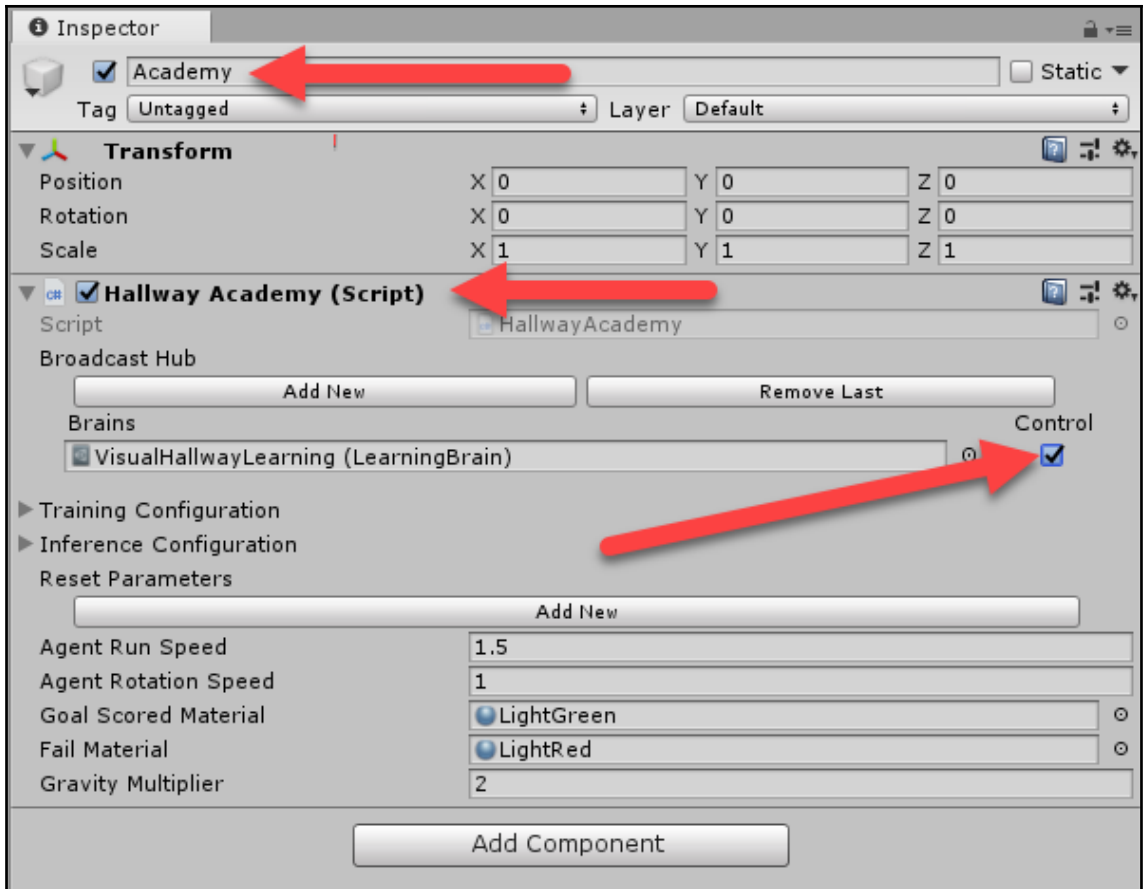 Inspector
Academy Static
Tag Untagged Layer Default
Transform
Position X 0 Y 0 Z 0
Rotation X 0 Y 0 Z 0
Scale X 1 Y 1 Z 1
C# Hallway Academy (Script)
Script HallwayAcademy
Broadcast Hub
Add New Remove Last
Brains Control
VisualHallwayLearning (LearningBrain)
Training Configuration
Inference Configuration
Reset Parameters
Add New
Agent Run Speed 1.5
Agent Rotation Speed 1
Goal Scored Material LightGreen
Fail Material LightRed
Gravity Multiplier 2
Add Component